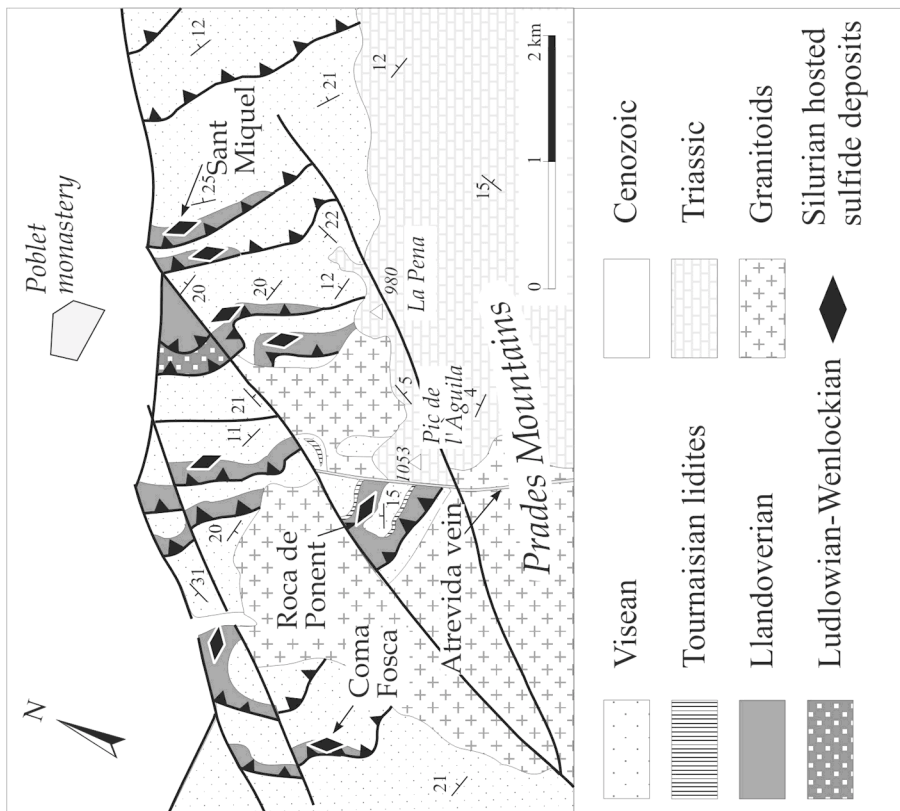 N
Poblet
monastery
12
25
Sant
Miquel
21
12
20
20
22
12
15
980
La Pena
21
11
5
Pic de
l'Aguila
4
1053
20
31
15
Roca de
Ponent
Coma
Fosca
Atrevida vein
Prades Mountains
21
0
1
2 km
Visean
Tournaisian lidites
Llandoverian
Ludlowian-Wenlockian
Cenozoic
Triassic
Granitoids
Silurian hosted
sulfide deposits